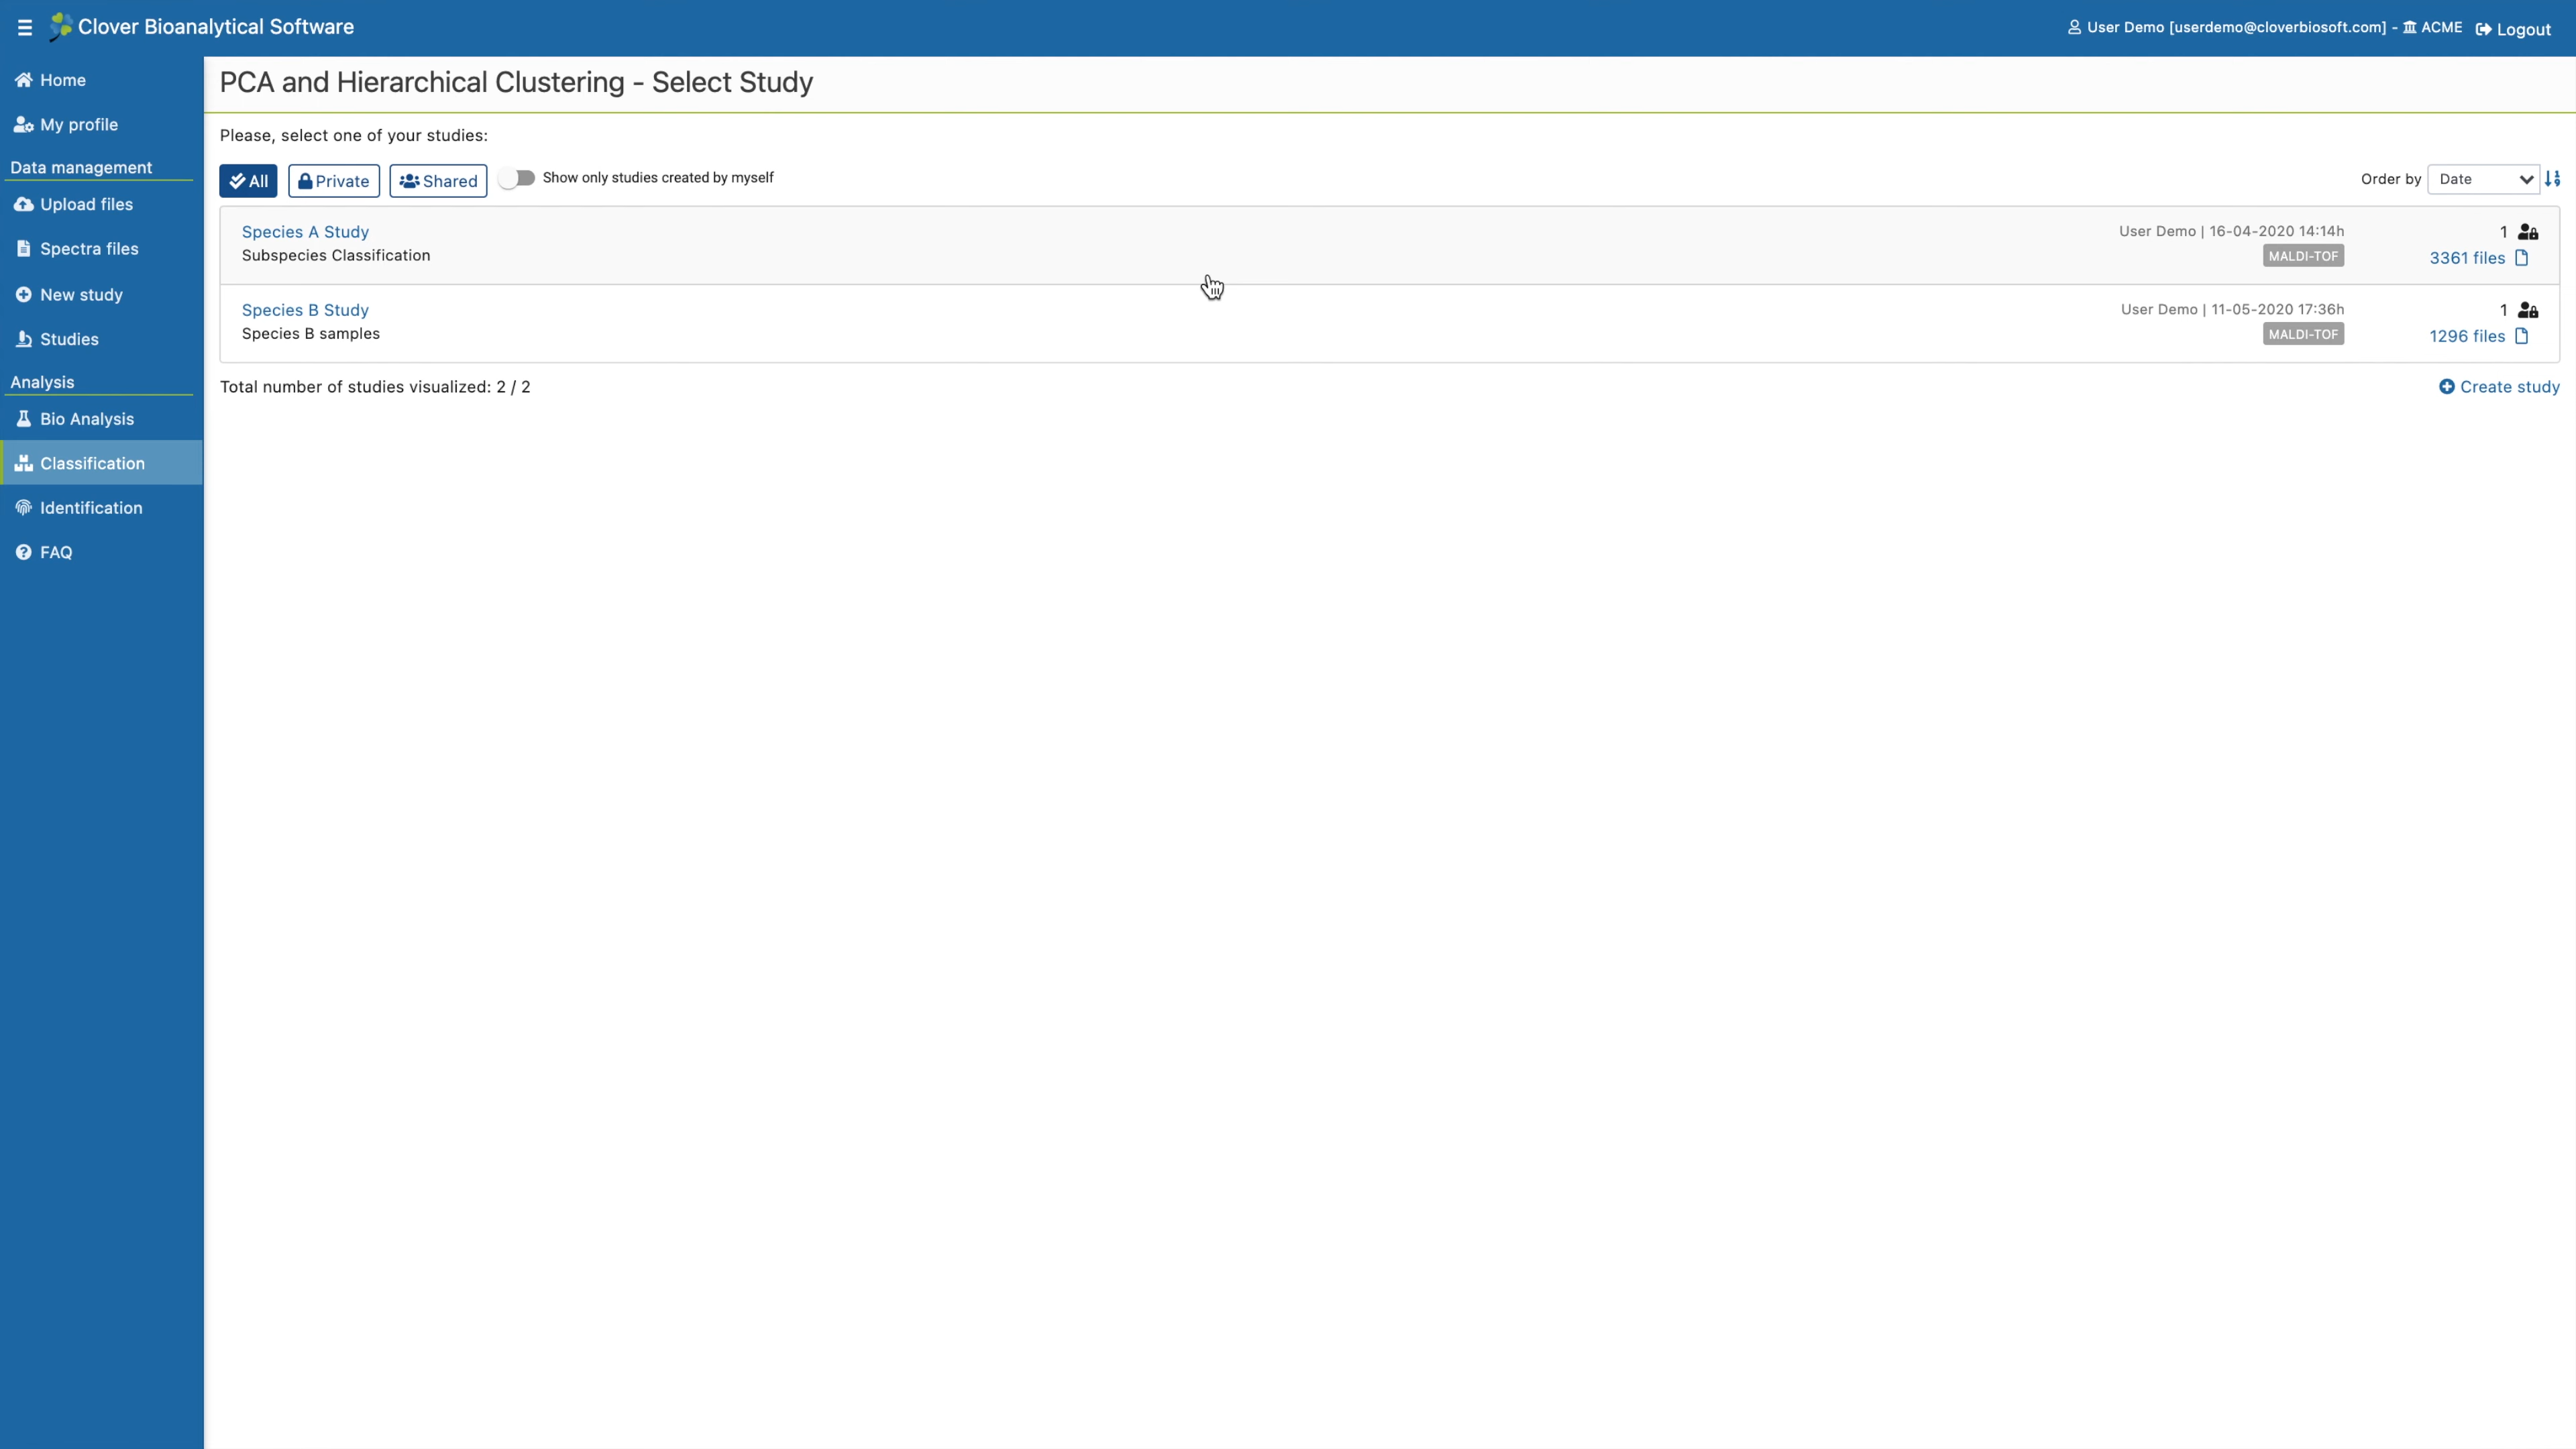 Clover Bioanalytical Software
User Demo [userdemo@cloverbiosoft.com] - ACME Logout
Home
My profile
Data management
Upload files
Spectra files
New study
Studies
Analysis
Bio Analysis
Classification
Identification
FAQ
PCA and Hierarchical Clustering - Select Study
Please, select one of your studies:
All Private Shared Show only studies created by myself
Order by Date
Species A Study User Demo | 16-04-2020 14:14h 1
Subspecies Classification MALDI-TOF 3361 files
Species B Study User Demo | 11-05-2020 17:36h 1
Species B samples MALDI-TOF 1296 files
Total number of studies visualized: 2 / 2 Create study